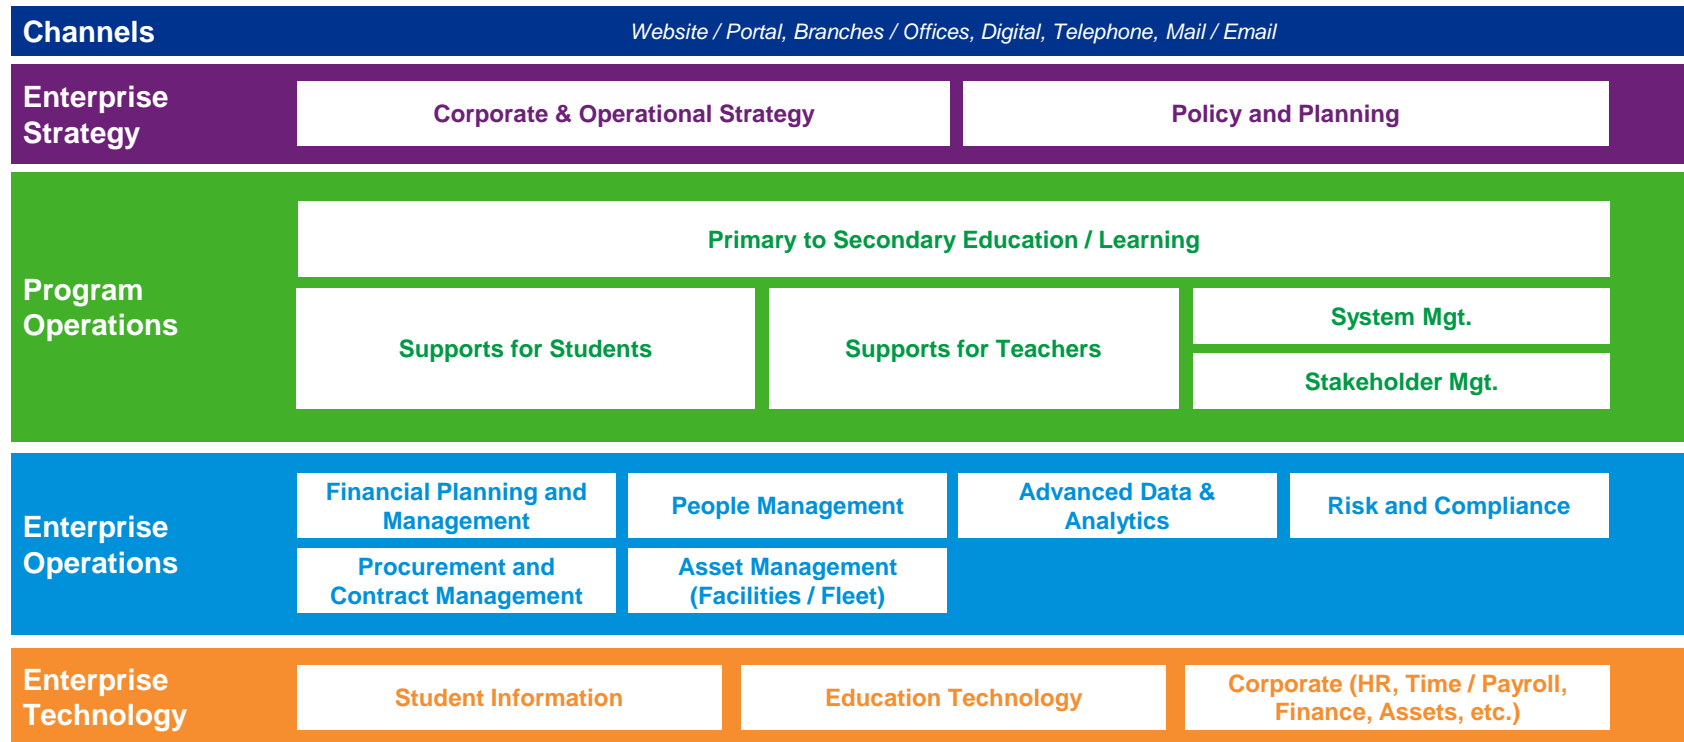 Channels
Website / Portal, Branches / Offices, Digital, Telephone, Mail / Email
Enterprise
Strategy
Corporate & Operational Strategy
Policy and Planning
Program
Operations
Primary to Secondary Education / Learning
Supports for Students
Supports for Teachers
System Mgt.
Stakeholder Mgt.
Enterprise
Operations
Financial Planning and
Management
People Management
Advanced Data &
Analytics
Risk and Compliance
Procurement and
Contract Management
Asset Management
(Facilities / Fleet)
Enterprise
Technology
Student Information
Education Technology
Corporate (HR, Time / Payroll,
Finance, Assets, etc.)